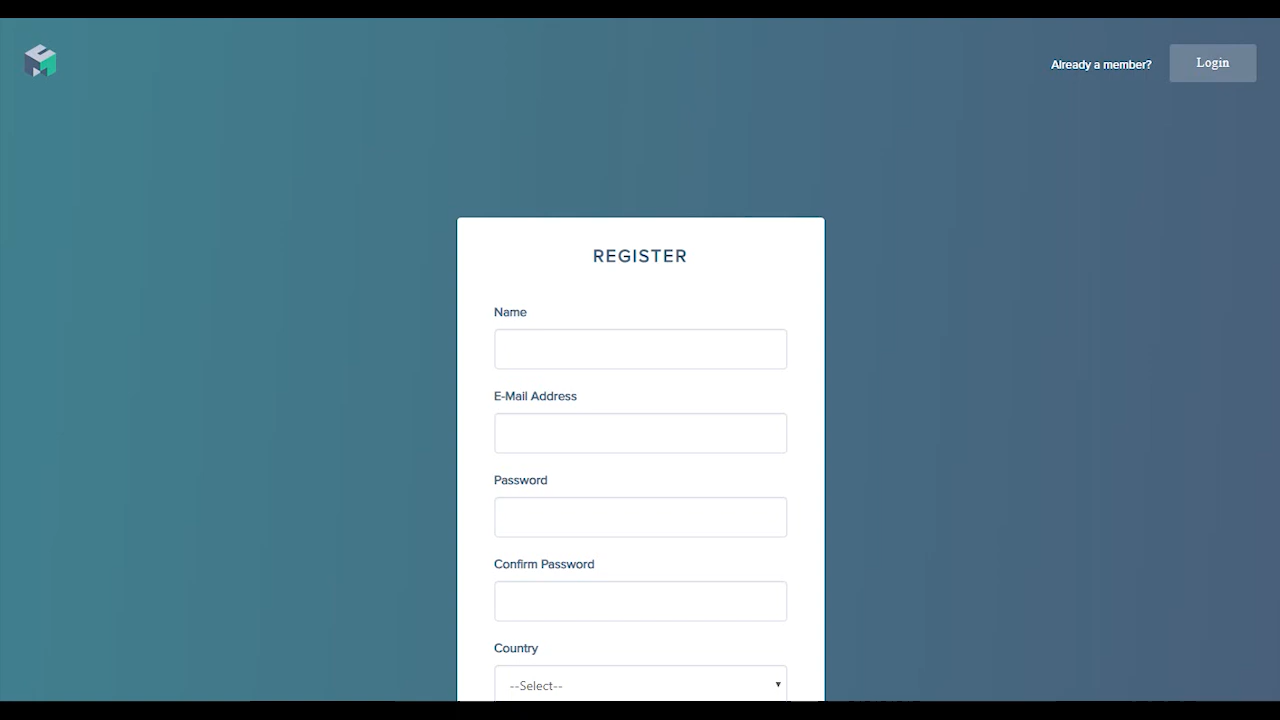 Already a member?
Login
REGISTER
Name
E-Mail Address
Password
Confirm Password
Country
--Select--